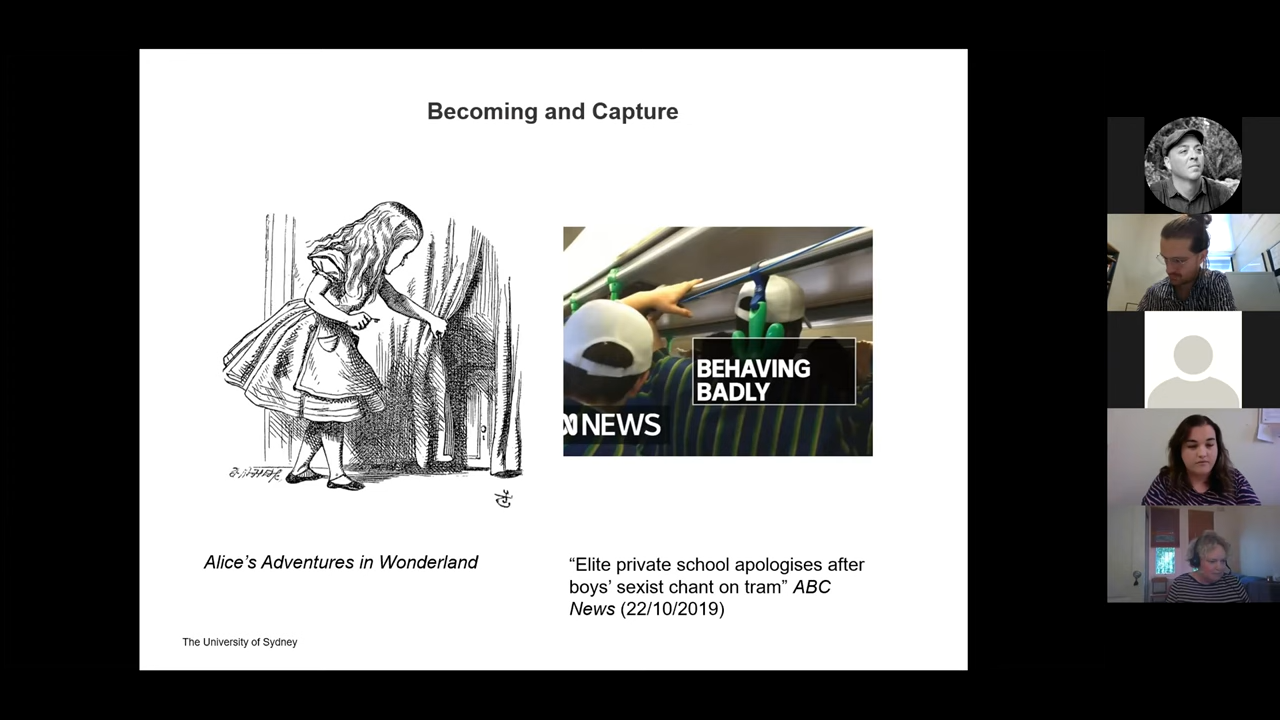 Becoming and Capture
BEHAVING
BADLY
NEWS
Alice's Adventures in Wonderland
“Elite private school apologises after
boys’ sexist chant on tram” ABC
News (22/10/2019)
The University of Sydney